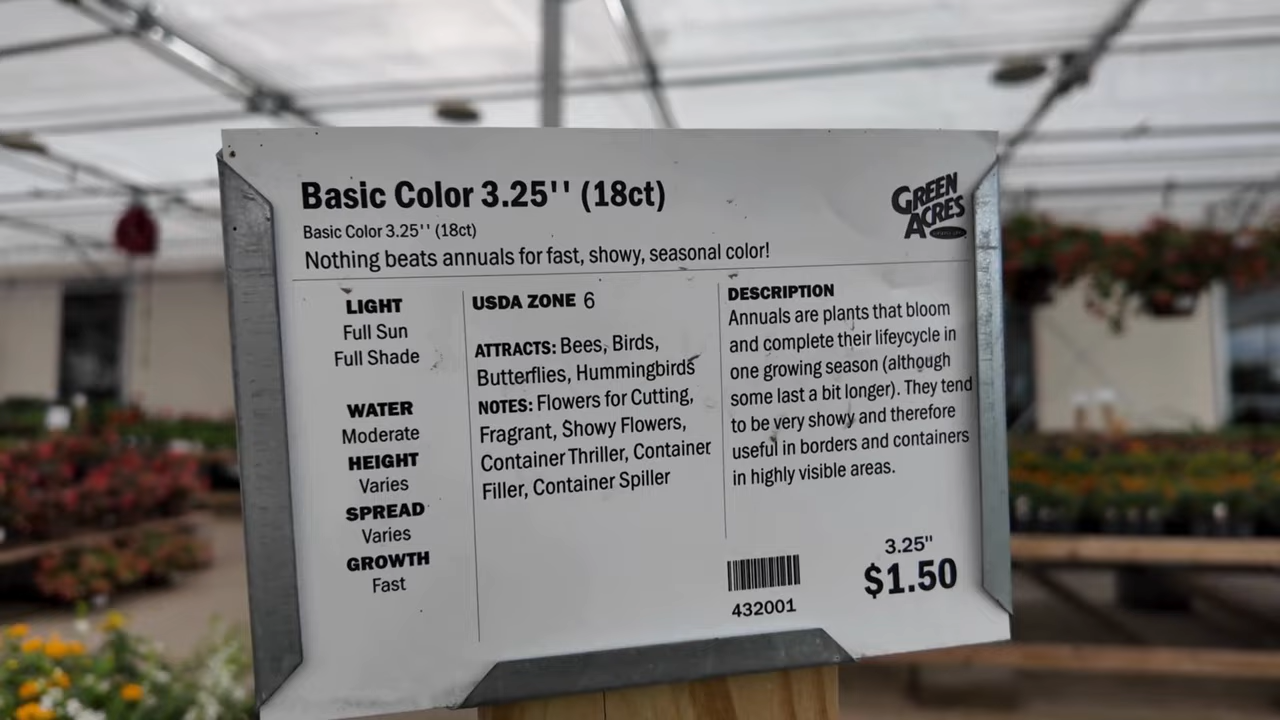 Basic Color 3.25'' (18ct)
Basic Color 3.25'' (18ct)
Nothing beats annuals for fast, showy, seasonal color!
GREEN
ACRES
LIGHT
Full Sun
Full Shade
WATER
Moderate
HEIGHT
Varies
SPREAD
Varies
GROWTH
Fast
USDA ZONE 6
ATTRACTS: Bees, Birds,
Butterflies, Hummingbirds
NOTES: Flowers for Cutting,
Fragrant, Showy Flowers,
Container Thriller, Container
Filler, Container Spiller
DESCRIPTION
Annuals are plants that bloom
and complete their lifeycycle in
one growing season (although
some last a bit longer). They tend
to be very showy and therefore
useful in borders and containers
in highly visible areas.
432001
3.25"
$1.50